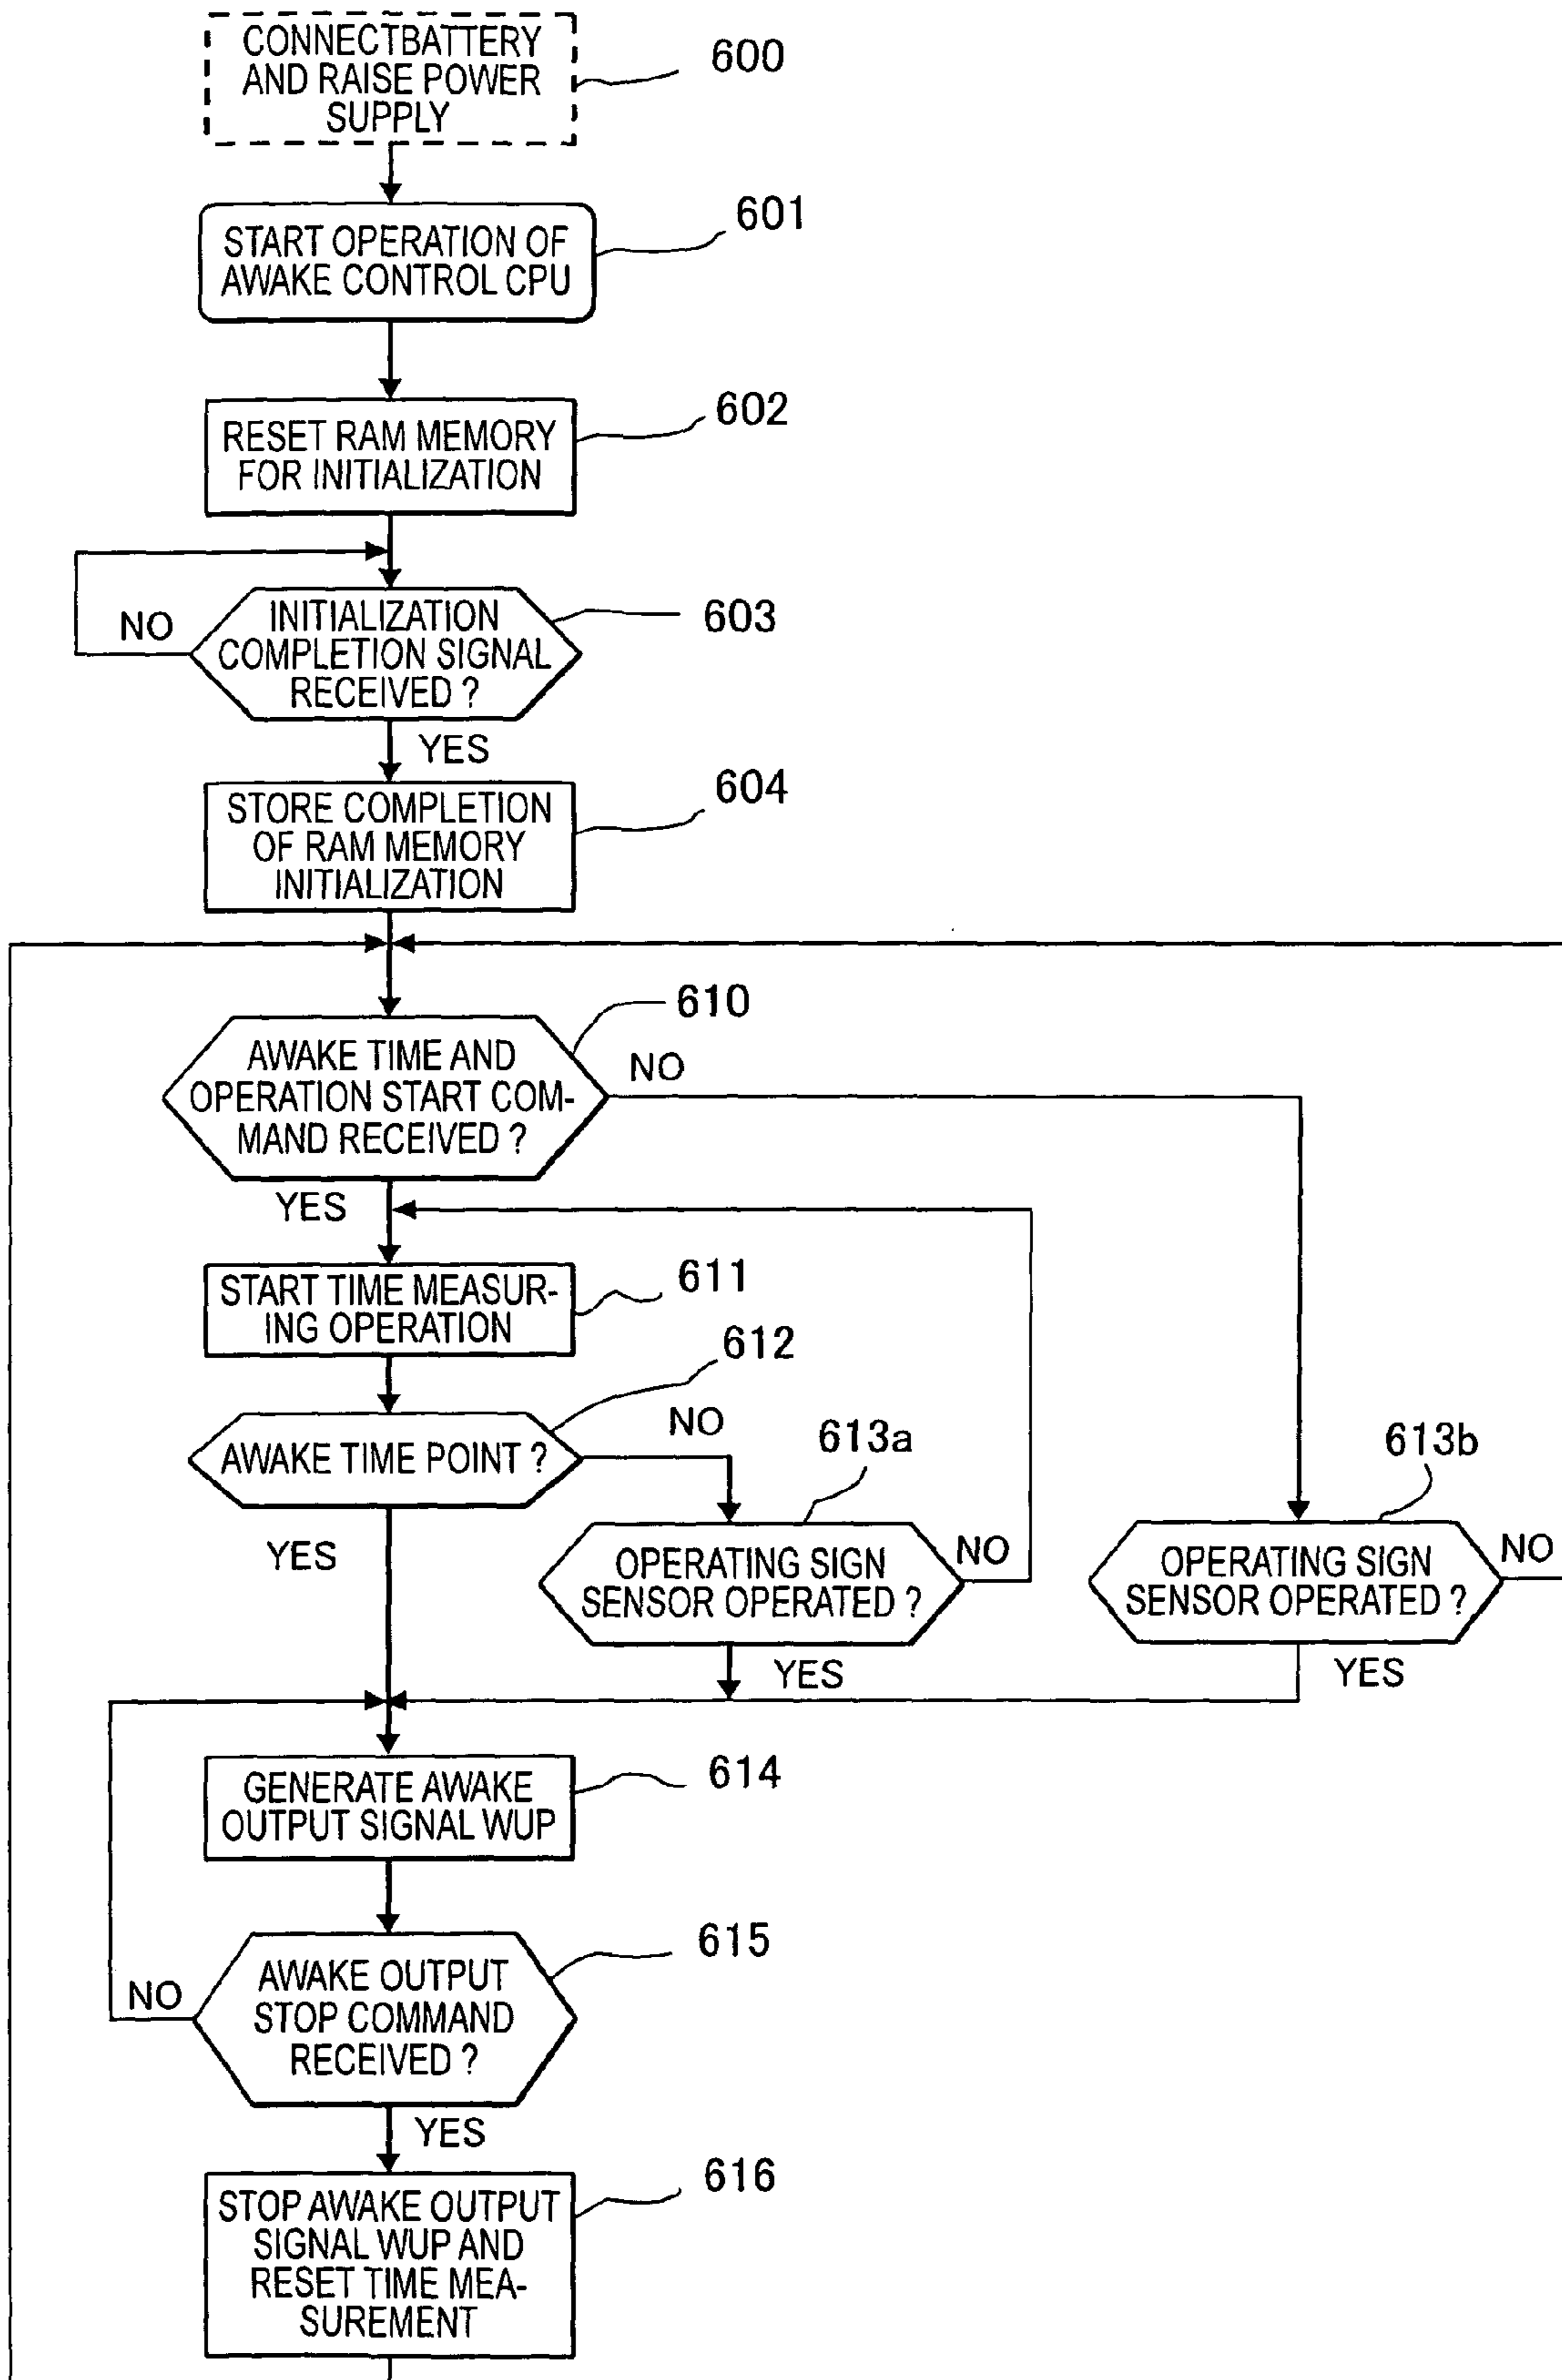 CONNECTBATTERY
AND RAISE POWER
SUPPLY
600
START OPERATION OF
AWAKE CONTROL CPU
601
RESET RAM MEMORY
FOR INITIALIZATION
602
INITIALIZATION
COMPLETION SIGNAL
RECEIVED ?
603
NO
YES
STORE COMPLETION
OF RAM MEMORY
INITIALIZATION
604
AWAKE TIME AND
OPERATION START COM-
MAND RECEIVED ?
610
NO
YES
START TIME MEASUR-
ING OPERATION
611
AWAKE TIME POINT ?
612
NO
YES
OPERATING SIGN
SENSOR OPERATED ?
613a
NO
YES
OPERATING SIGN
SENSOR OPERATED ?
613b
NO
YES
GENERATE AWAKE
OUTPUT SIGNAL WUP
614
AWAKE OUTPUT
STOP COMMAND
RECEIVED ?
615
NO
YES
STOP AWAKE OUTPUT
SIGNAL WUP AND
RESET TIME MEA-
SUREMENT
616